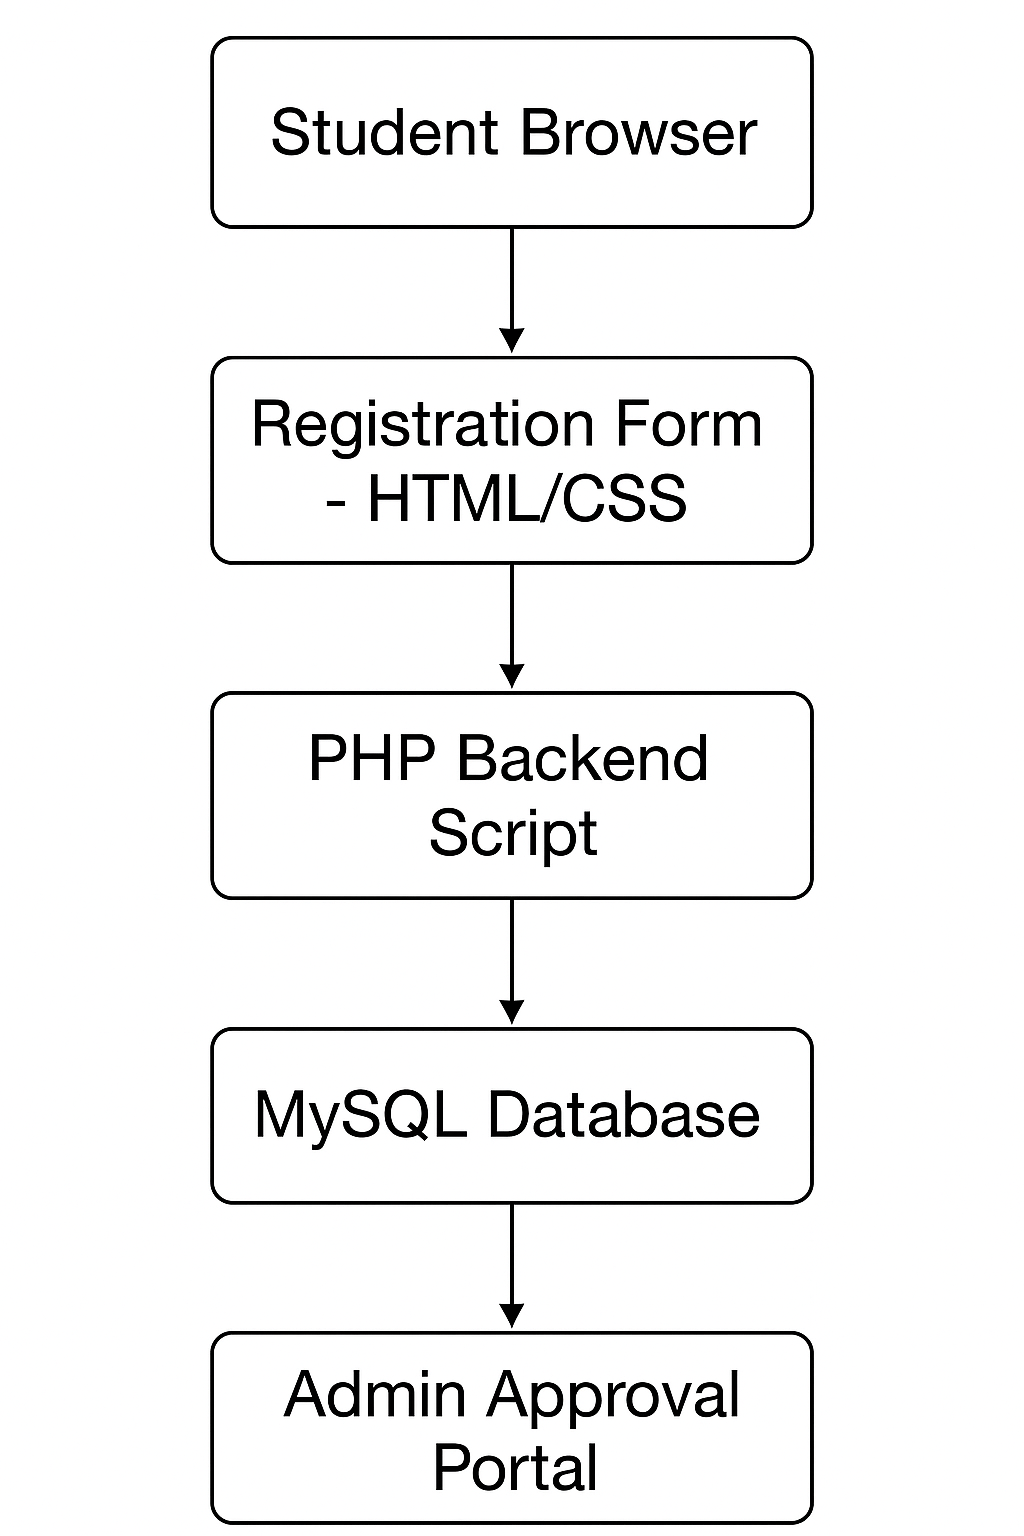 Student Browser
Registration Form
- HTML/CSS
PHP Backend
Script
MySQL Database
Admin Approval
Portal